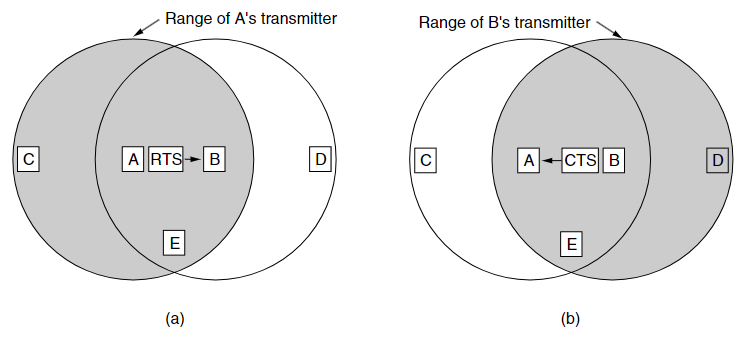 Range of A's transmitter
C
A
RTS
B
D
E
(a)
Range of B's transmitter
C
A
CTS
B
D
E
(b)